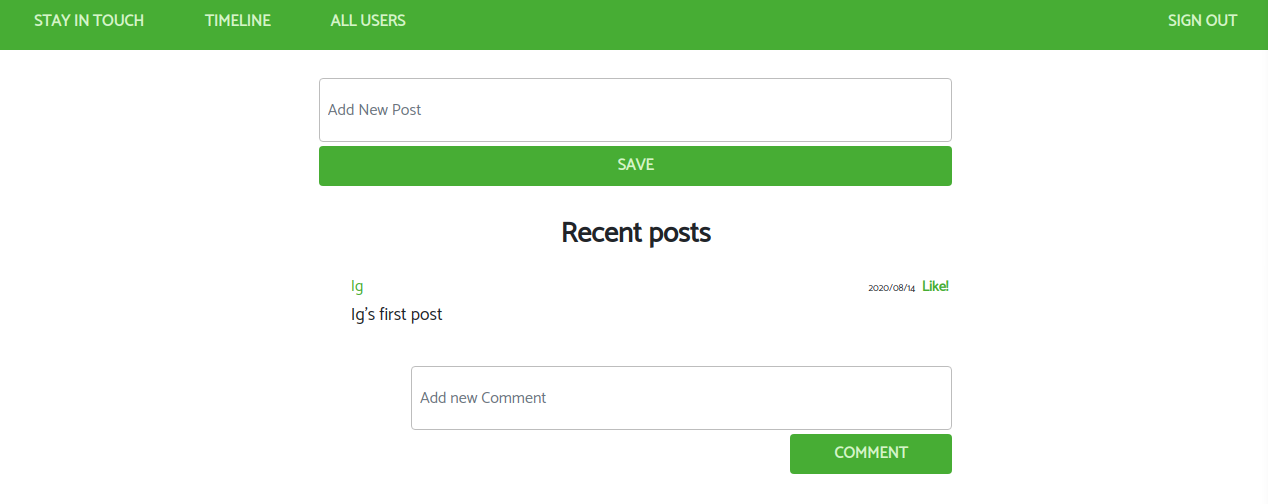 STAY IN TOUCH TIMELINE ALL USERS SIGN OUT
Add New Post
SAVE
Recent posts
Ig 2020/08/14 Like!
Ig's first post
Add new Comment
COMMENT